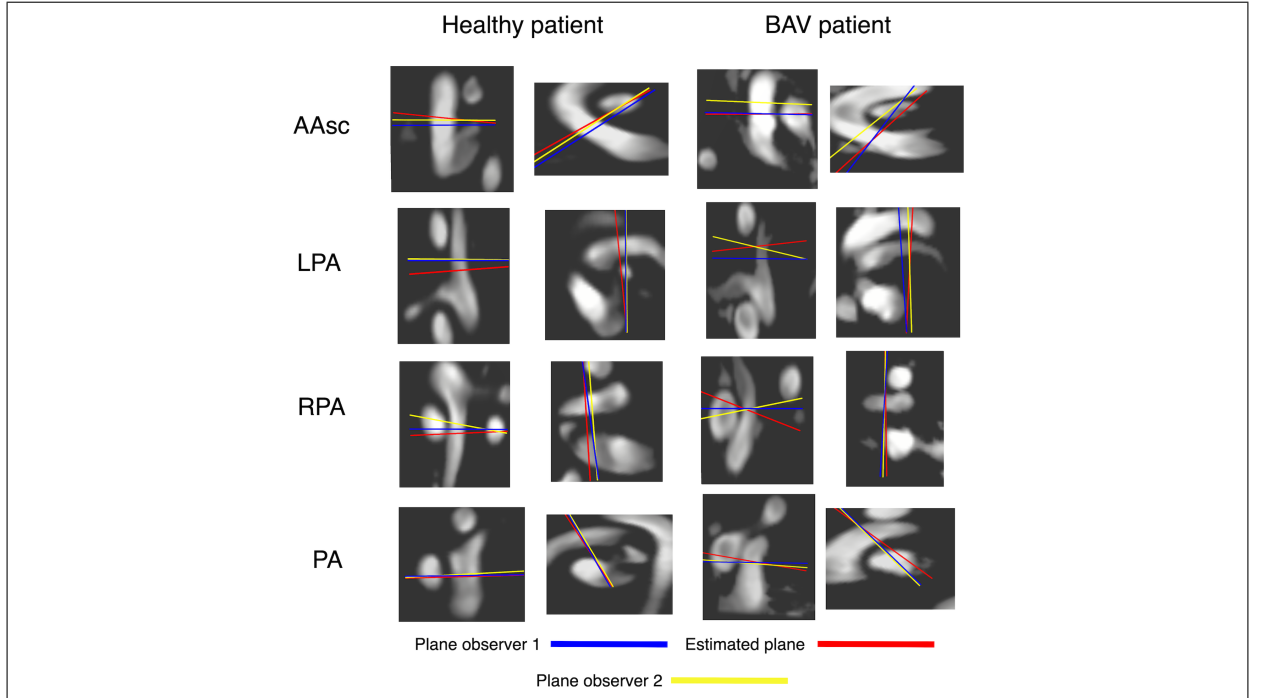 Healthy patient BAV patient
AAsc
LPA
RPA
PA
Plane observer 1 Estimated plane
Plane observer 2